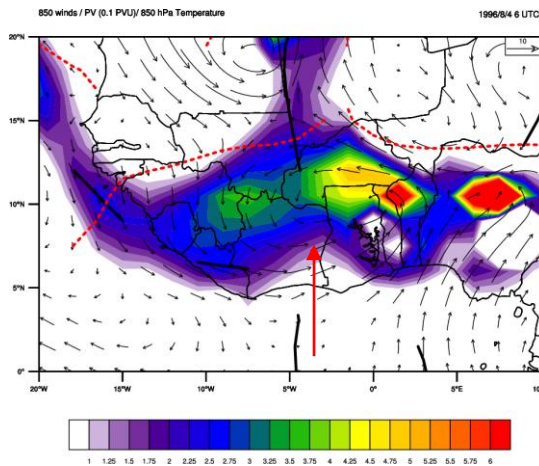 850 winds / PV (0.1 PVU)/ 850 hPa Temperature 1996/8/4 6 UTC
10
20°N
15°N
10°N
5°N
0°
20°W 15°W 10°W 5°W 0° 5°E 10°E
1 1.25 1.5 1.75 2 2.25 2.5 2.75 3 3.25 3.5 3.75 4 4.25 4.5 4.75 5 5.25 5.5 5.75 6